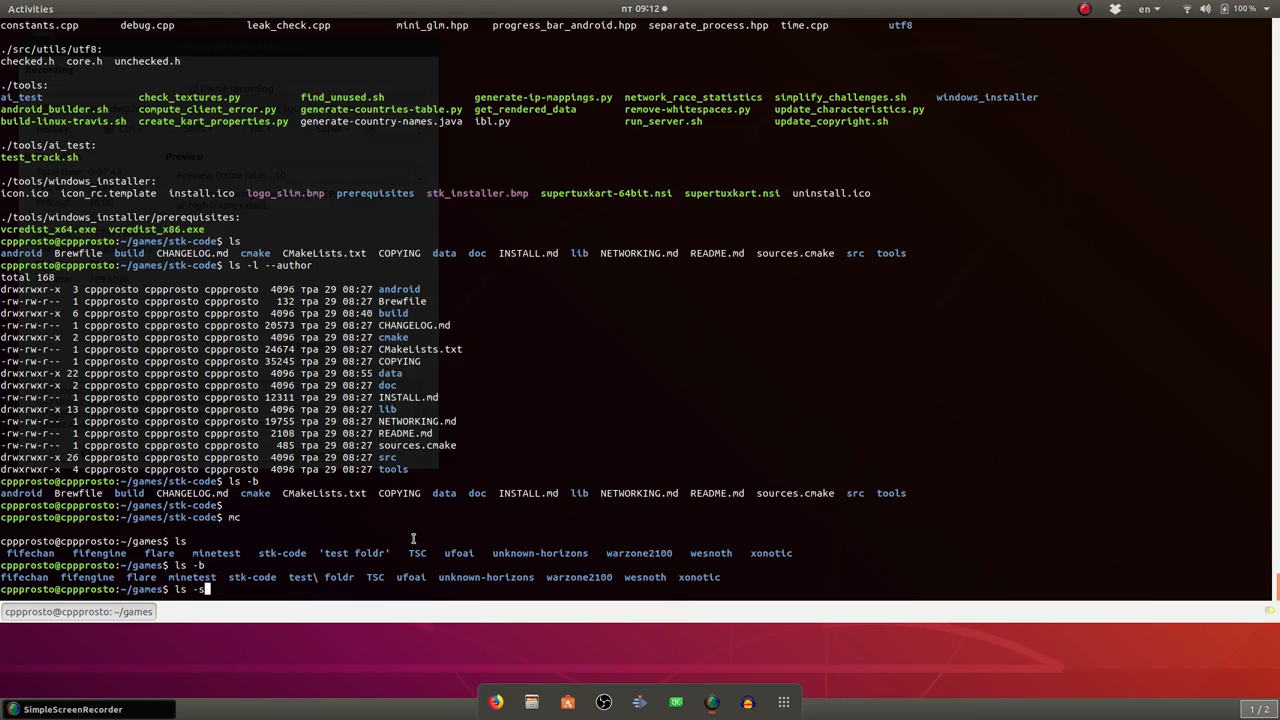 Activities
пт 09:12
en
100 %
constants.cpp debug.cpp leak_check.cpp mini_glm.hpp progress_bar_android.hpp separate_process.hpp time.cpp utf8
./src/utils/utf8:
checked.h core.h unchecked.h
./tools:
ai_test check_textures.py find_unused.sh generate-ip-mappings.py network_race_statistics simplify_challenges.sh windows_installer
android_builder.sh compute_client_error.py generate-countries-table.py get_rendered_data remove-whitespaces.py update_characteristics.py
build-linux-travis.sh create_kart_properties.py generate-country-names.java ibl.py run_server.sh update_copyright.sh
./tools/ai_test:
test_track.sh
./tools/windows_installer:
icon.ico icon_rc.template install.ico logo_slim.bmp prerequisites stk_installer.bmp supertuxkart-64bit.nsi supertuxkart.nsi uninstall.ico
./tools/windows_installer/prerequisites:
vcredist_x64.exe vcredist_x86.exe
cppprosto@cppprosto:~/games/stk-code$ ls
android Brewfile build CHANGELOG.md cmake CMakeLists.txt COPYING data doc INSTALL.md lib NETWORKING.md README.md sources.cmake src tools
cppprosto@cppprosto:~/games/stk-code$ ls -l --author
total 168
drwxrwxr-x 3 cppprosto cppprosto cppprosto 4096 тра 29 08:27 android
-rw-rw-r-- 1 cppprosto cppprosto cppprosto 132 тра 29 08:27 Brewfile
drwxrwxr-x 6 cppprosto cppprosto cppprosto 4096 тра 29 08:40 build
-rw-rw-r-- 1 cppprosto cppprosto cppprosto 20573 тра 29 08:27 CHANGELOG.md
drwxrwxr-x 2 cppprosto cppprosto cppprosto 4096 тра 29 08:27 cmake
-rw-rw-r-- 1 cppprosto cppprosto cppprosto 24674 тра 29 08:27 CMakeLists.txt
-rw-rw-r-- 1 cppprosto cppprosto cppprosto 35245 тра 29 08:27 COPYING
drwxrwxr-x 22 cppprosto cppprosto cppprosto 4096 тра 29 08:55 data
drwxrwxr-x 2 cppprosto cppprosto cppprosto 4096 тра 29 08:27 doc
-rw-rw-r-- 1 cppprosto cppprosto cppprosto 12311 тра 29 08:27 INSTALL.md
drwxrwxr-x 13 cppprosto cppprosto cppprosto 4096 тра 29 08:27 lib
-rw-rw-r-- 1 cppprosto cppprosto cppprosto 19755 тра 29 08:27 NETWORKING.md
-rw-rw-r-- 1 cppprosto cppprosto cppprosto 2108 тра 29 08:27 README.md
-rw-rw-r-- 1 cppprosto cppprosto cppprosto 485 тра 29 08:27 sources.cmake
drwxrwxr-x 26 cppprosto cppprosto cppprosto 4096 тра 29 08:27 src
drwxrwxr-x 4 cppprosto cppprosto cppprosto 4096 тра 29 08:27 tools
cppprosto@cppprosto:~/games/stk-code$ ls -b
android Brewfile build CHANGELOG.md cmake CMakeLists.txt COPYING data doc INSTALL.md lib NETWORKING.md README.md sources.cmake src tools
cppprosto@cppprosto:~/games/stk-code$
cppprosto@cppprosto:~/games/stk-code$ mc
cppprosto@cppprosto:~/games$ ls
fifechan fifengine flare minetest stk-code 'test foldr' TSC ufoai unknown-horizons warzone2100 wesnoth xonotic
cppprosto@cppprosto:~/games$ ls -b
fifechan fifengine flare minetest stk-code test\ foldr TSC ufoai unknown-horizons warzone2100 wesnoth xonotic
cppprosto@cppprosto:~/games$ ls -s
cppprosto@cppprosto: ~/games
SimpleScreenRecorder
1 / 2